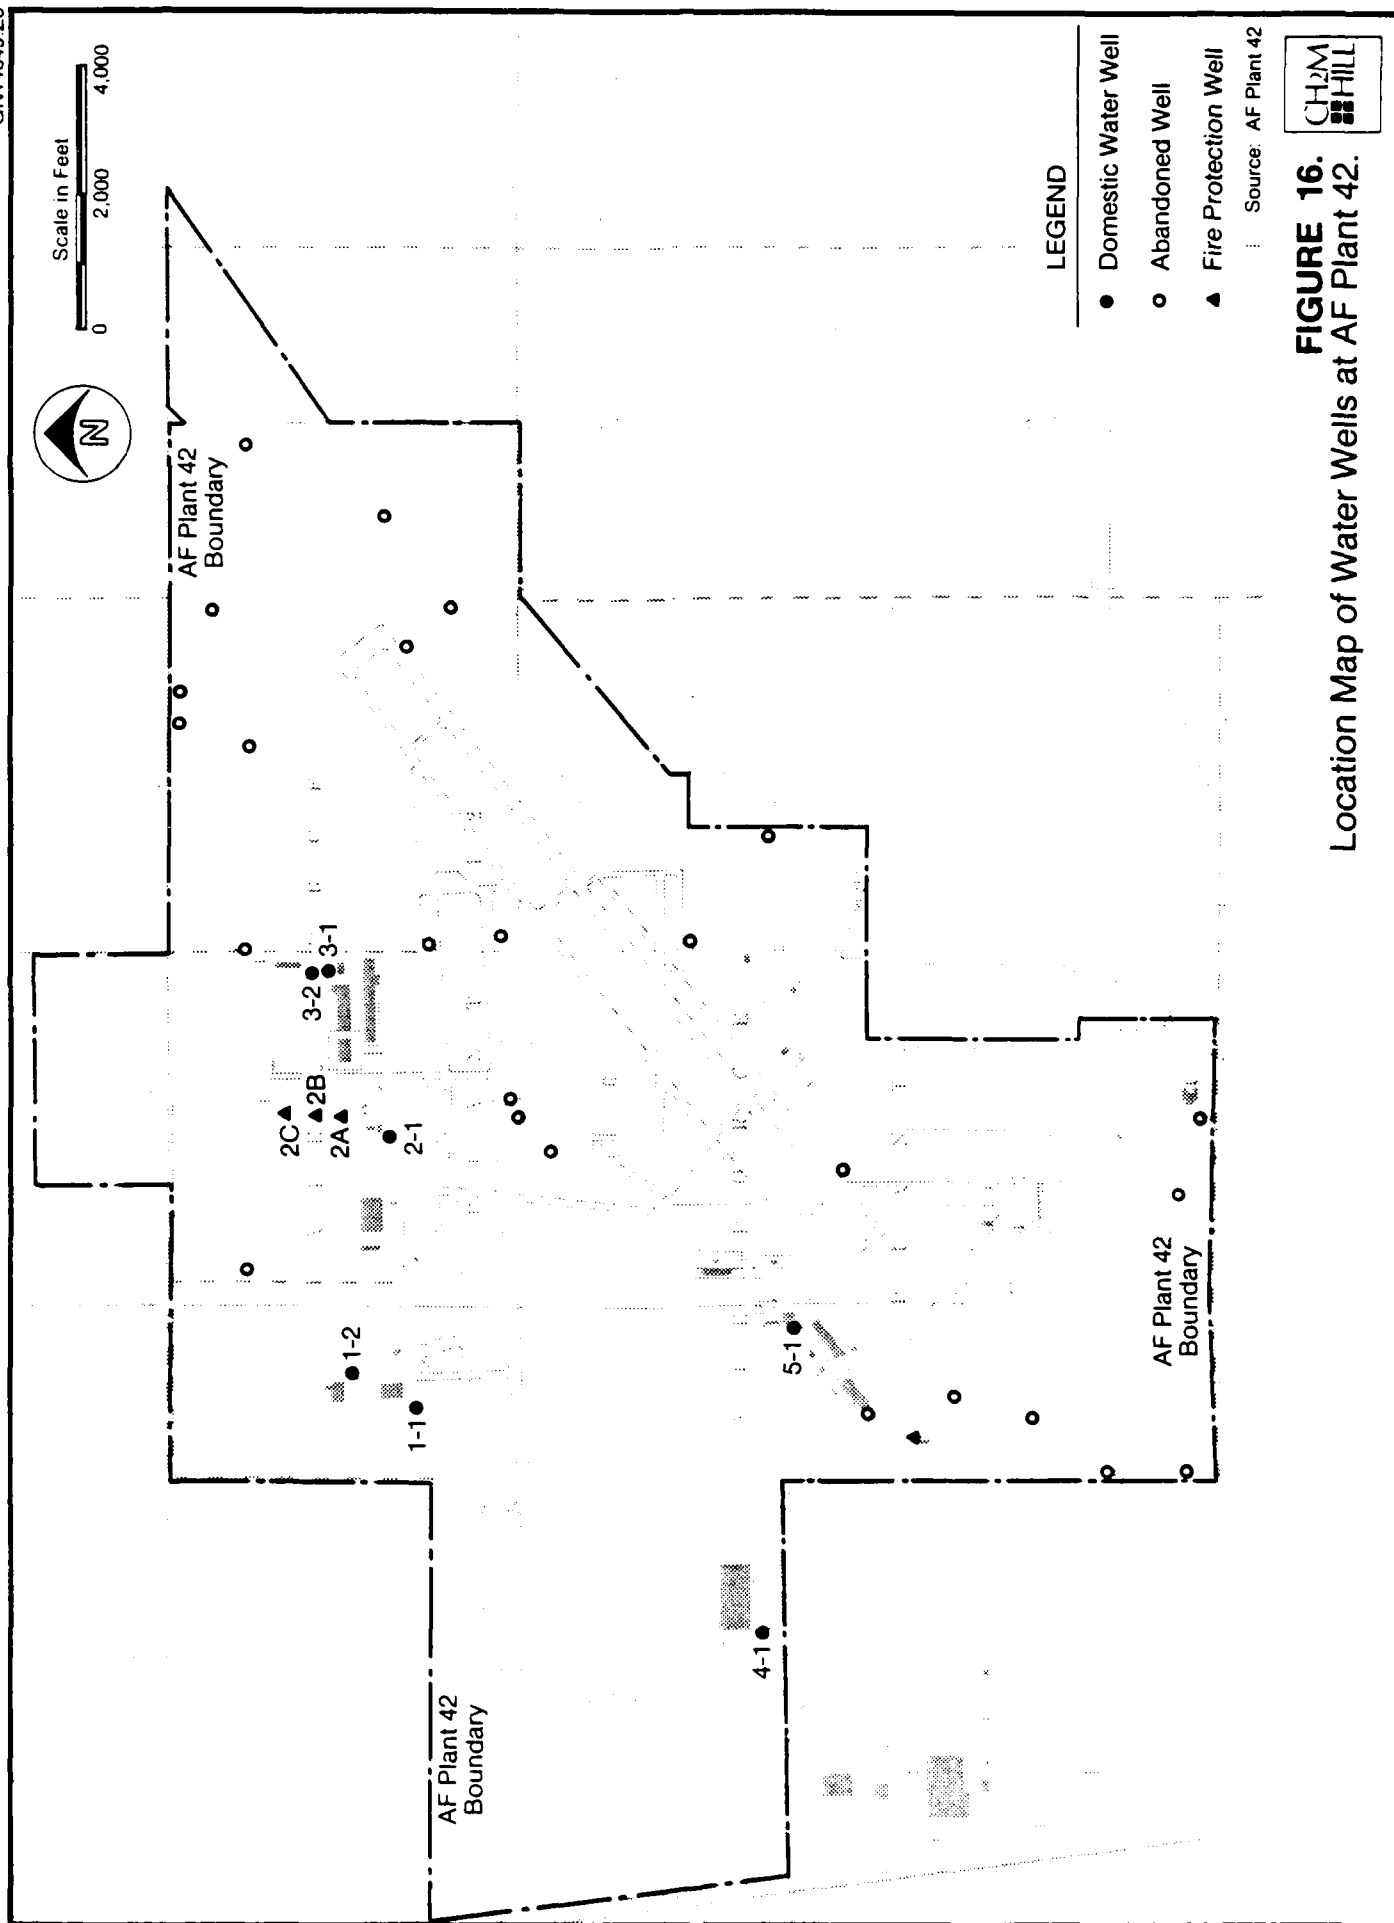 Scale in Feet
0 2,000 4,000
N
AF Plant 42
Boundary
3-2
3-1
2C
2B
2A
2-1
1-2
1-1
5-1
4-1
AF Plant 42
Boundary
AF Plant 42
Boundary
LEGEND
Domestic Water Well
Abandoned Well
Fire Protection Well
Source: AF Plant 42
FIGURE 16.
Location Map of Water Wells at AF Plant 42.
CH2M
HILL